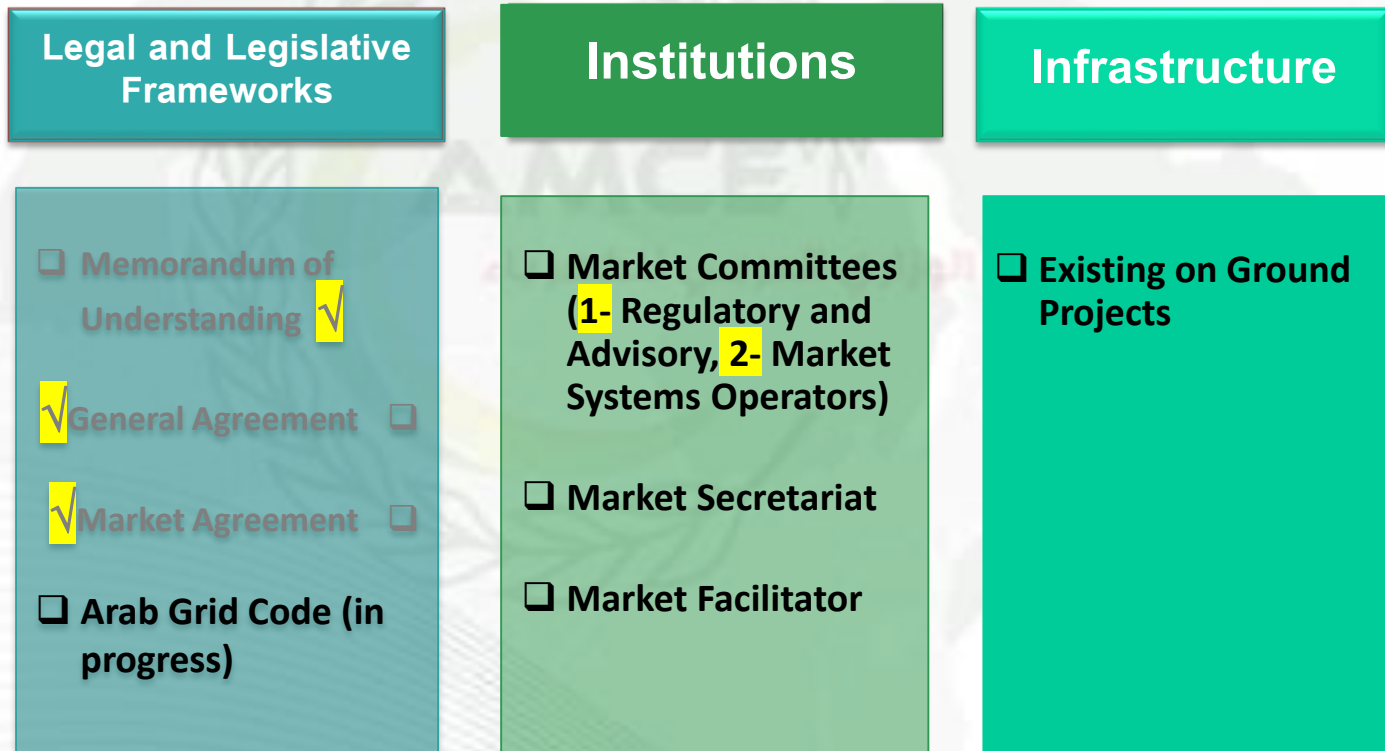 Legal and Legislative
Frameworks
❑ Memorandum of
Understanding √
√General Agreement ❑
√Market Agreement ❑
❑ Arab Grid Code (in
progress)
Institutions
❑ Market Committees
(1- Regulatory and
Advisory, 2- Market
Systems Operators)
❑ Market Secretariat
❑ Market Facilitator
Infrastructure
❑ Existing on Ground
Projects
AMCE